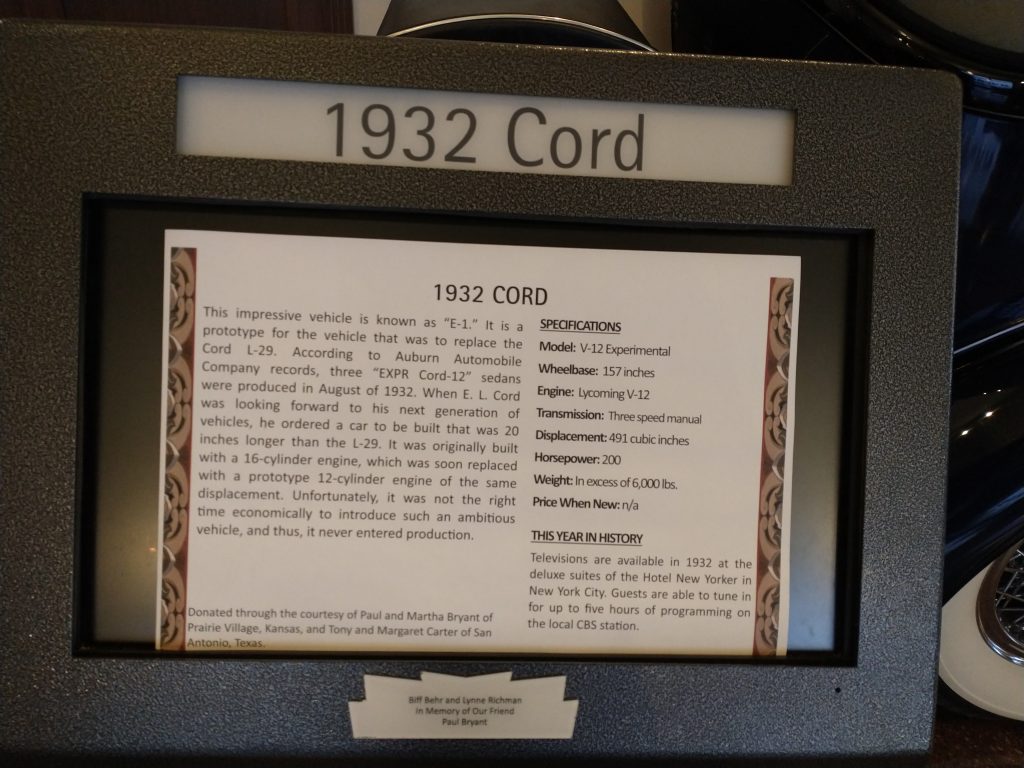 1932 Cord
1932 CORD
This impressive vehicle is known as "E-1." It is a
prototype for the vehicle that was to replace the
Cord L-29. According to Auburn Automobile
Company records, three "EXPR Cord-12" sedans
were produced in August of 1932. When E. L. Cord
was looking forward to his next generation of
vehicles, he ordered a car to be built that was 20
inches longer than the L-29. It was originally built
with a 16-cylinder engine, which was soon replaced
with a prototype 12-cylinder engine of the same
displacement. Unfortunately, it was not the right
time economically to introduce such an ambitious
vehicle, and thus, it never entered production.
Donated through the courtesy of Paul and Martha Bryant of
Prairie Village, Kansas, and Tony and Margaret Carter of San
Antonio, Texas.
SPECIFICATIONS
Model: V-12 Experimental
Wheelbase: 157 inches
Engine: Lycoming V-12
Transmission: Three speed manual
Displacement: 491 cubic inches
Horsepower: 200
Weight: In excess of 6,000 lbs.
Price When New: n/a
THIS YEAR IN HISTORY
Televisions are available in 1932 at the
deluxe suites of the Hotel New Yorker in
New York City. Guests are able to tune in
for up to five hours of programming on
the local CBS station.
Biff Behr and Lynne Richman
in Memory of Our Friend
Paul Bryant